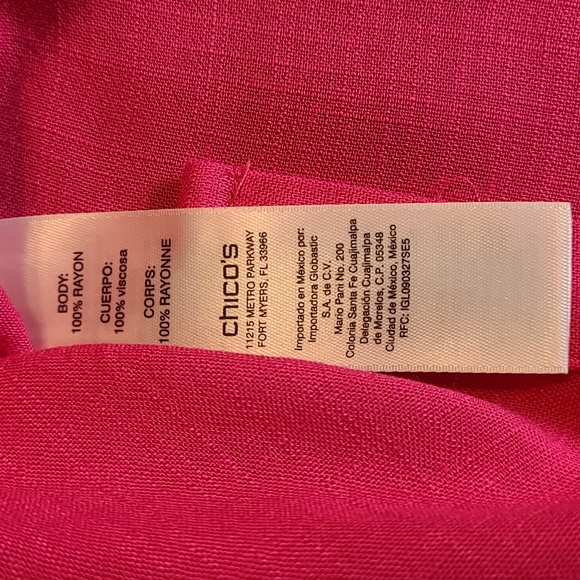 BODY:
100% RAYON
CUERPO:
100% viscosa
CORPS:
100% RAYONNE
chico's
11215 METRO PARKWAY
FORT MYERS, FL 33966
Importado en México por:
Importadora Globastic
S.A. de C.V.
Mario Pani No. 200
Colonia Santa Fe Cuajimalpa
Delegación Cuajimalpa
de Morelos, C.P. 05348
Ciudad de México, México
RFC: IGL090327SE5